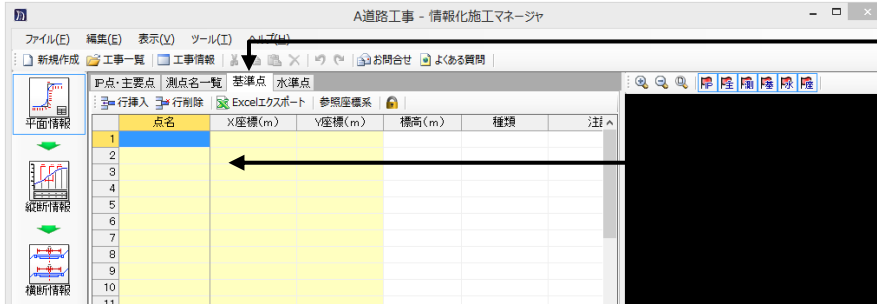 A道路工事 - 情報化施工マネージャ
ファイル(F) 編集(E) 表示(V) ツール(T) ヘルプ(H)
新規作成 工事一覧 工事情報 お問合せ よくある質問
IP点・主要点 測点名一覧 基準点 水準点
行挿入 行削除 Excelエクスポート 参照座標系
点名 X座標(m) Y座標(m) 標高(m) 種類
1
2
3
4
5
6
7
8
9
10
11
平面情報
縦断情報
横断情報